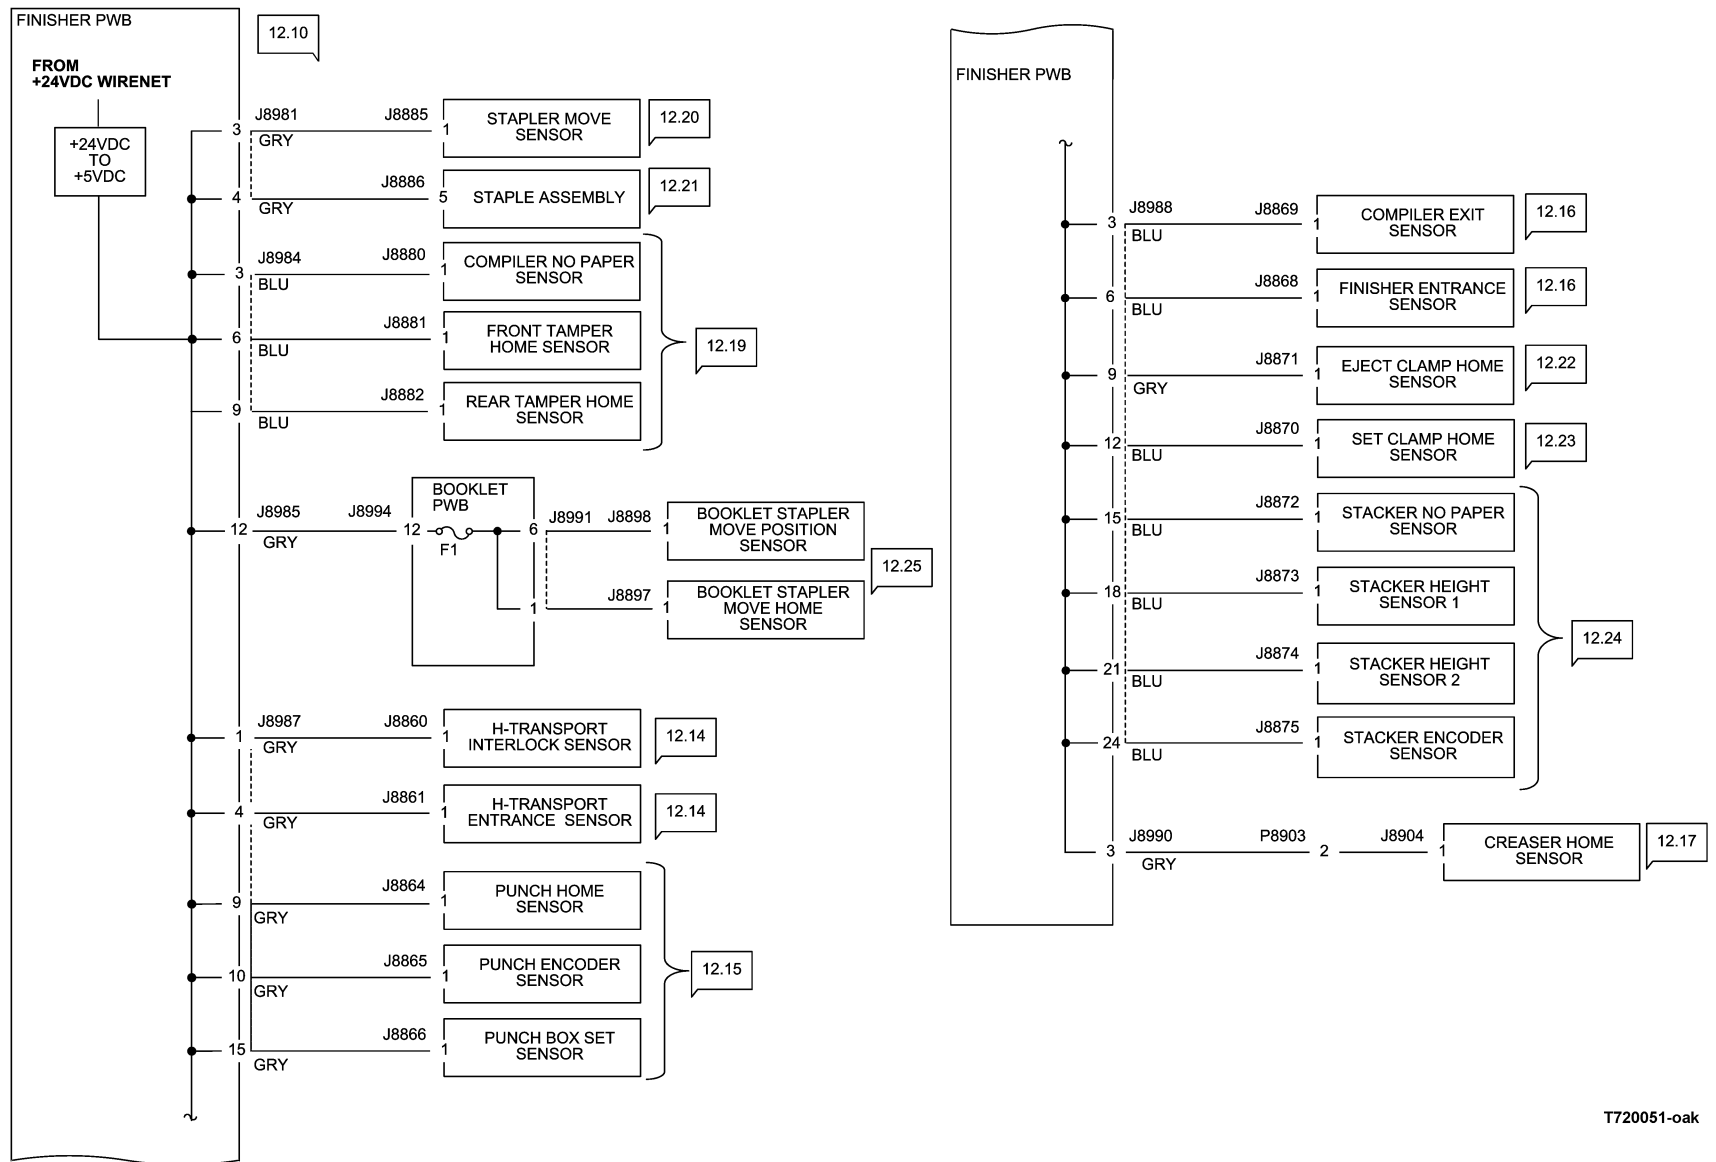 FINISHER PWB
12.10
FROM
+24VDC WIRENET
+24VDC
TO
+5VDC
3 J8981 GRY J8885 1 STAPLER MOVE
SENSOR
12.20
4 GRY J8886 5 STAPLE ASSEMBLY
12.21
3 J8984 BLU J8880 1 COMPILER NO PAPER
SENSOR
6 BLU J8881 1 FRONT TAMPER
HOME SENSOR
12.19
9 BLU J8882 1 REAR TAMPER HOME
SENSOR
BOOKLET
PWB
12 J8985 GRY J8994 12 F1 6 J8991 J8898 1 BOOKLET STAPLER
MOVE POSITION
SENSOR
12.25
1 J8897 1 BOOKLET STAPLER
MOVE HOME
SENSOR
1 J8987 GRY J8860 1 H-TRANSPORT
INTERLOCK SENSOR
12.14
4 GRY J8861 1 H-TRANSPORT
ENTRANCE SENSOR
12.14
9 GRY J8864 1 PUNCH HOME
SENSOR
10 GRY J8865 1 PUNCH ENCODER
SENSOR
12.15
15 GRY J8866 1 PUNCH BOX SET
SENSOR
FINISHER PWB
3 J8988 BLU J8869 1 COMPILER EXIT
SENSOR
12.16
6 BLU J8868 1 FINISHER ENTRANCE
SENSOR
12.16
9 GRY J8871 1 EJECT CLAMP HOME
SENSOR
12.22
12 BLU J8870 1 SET CLAMP HOME
SENSOR
12.23
15 BLU J8872 1 STACKER NO PAPER
SENSOR
18 BLU J8873 1 STACKER HEIGHT
SENSOR 1
12.24
21 BLU J8874 1 STACKER HEIGHT
SENSOR 2
24 BLU J8875 1 STACKER ENCODER
SENSOR
3 J8990 GRY P8903 2 J8904 1 CREASER HOME
SENSOR
12.17
T720051-oak